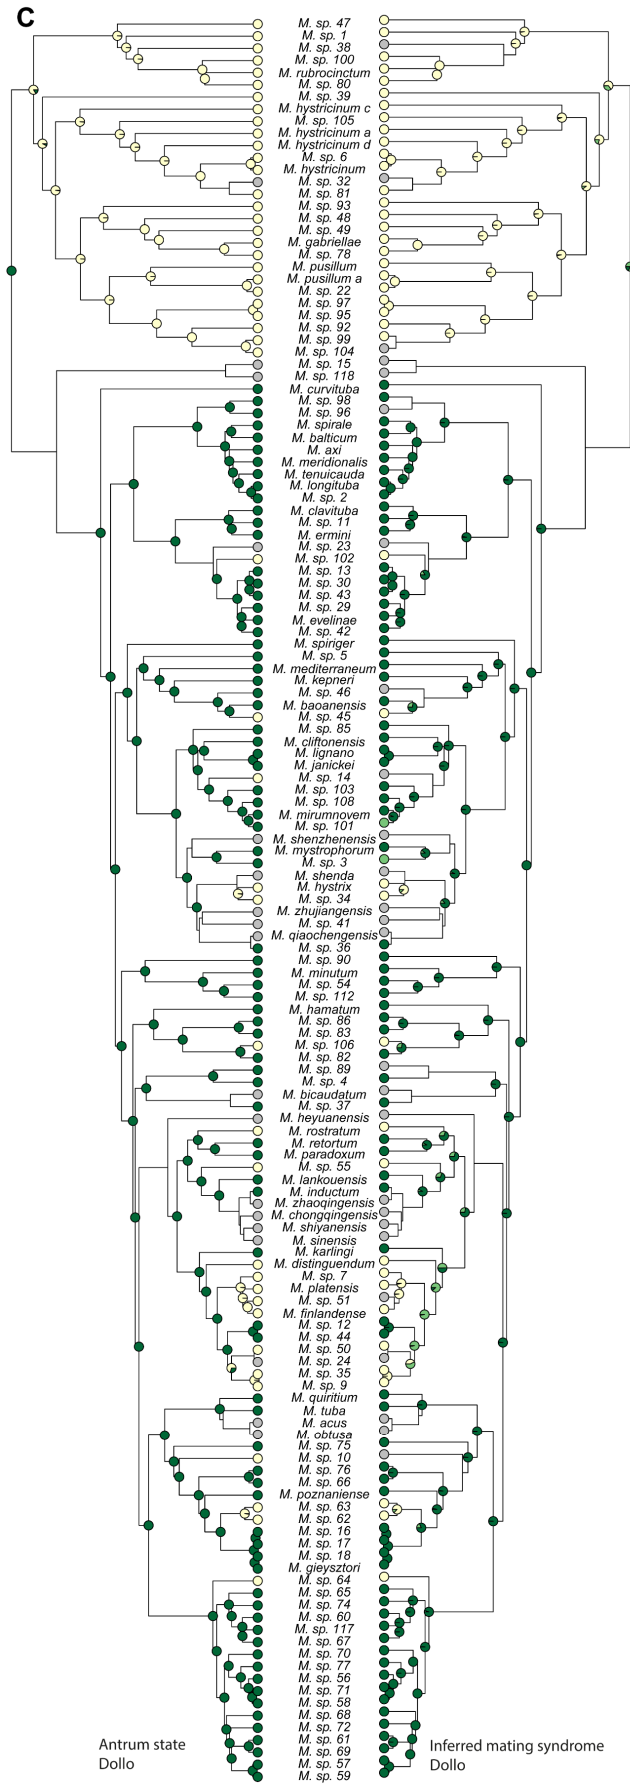 C
M. sp. 47
M. sp. 1
M. sp. 38
M. sp. 100
M. rubrocinctum
M. sp. 80
M. sp. 39
M. hystricinum c
M. sp. 105
M. hystricinum a
M. hystricinum d
M. sp. 6
M. hystricinum
M. sp. 32
M. sp. 81
M. sp. 93
M. sp. 48
M. sp. 49
M. gabriellae
M. sp. 78
M. pusillum
M. pusillum a
M. sp. 22
M. sp. 97
M. sp. 95
M. sp. 92
M. sp. 99
M. sp. 104
M. sp. 15
M. sp. 118
M. curvituba
M. sp. 98
M. sp. 96
M. spirale
M. balticum
M. axi
M. meridionalis
M. tenuicauda
M. longituba
M. sp. 2
M. clavituba
M. sp. 11
M. ermini
M. sp. 23
M. sp. 102
M. sp. 13
M. sp. 30
M. sp. 43
M. sp. 29
M. evelinae
M. sp. 42
M. spiriger
M. sp. 5
M. mediterraneum
M. kepneri
M. sp. 46
M. baoanensis
M. sp. 45
M. sp. 85
M. cliftonensis
M. lignano
M. janickei
M. sp. 14
M. sp. 103
M. sp. 108
M. mirumnovem
M. sp. 101
M. shenzhenensis
M. mystrophorum
M. sp. 3
M. shenda
M. hystrix
M. sp. 34
M. zhujiangensis
M. sp. 41
M. qiaochengensis
M. sp. 36
M. sp. 90
M. minutum
M. sp. 54
M. sp. 112
M. hamatum
M. sp. 86
M. sp. 83
M. sp. 106
M. sp. 82
M. sp. 89
M. sp. 4
M. bicaudatum
M. sp. 37
M. heyuanensis
M. rostratum
M. retortum
M. paradoxum
M. sp. 55
M. lankouensis
M. inductum
M. zhaoqingensis
M. chongqingensis
M. shiyanensis
M. sinensis
M. karlingi
M. distinguendum
M. sp. 7
M. platensis
M. sp. 51
M. finlandense
M. sp. 12
M. sp. 44
M. sp. 50
M. sp. 24
M. sp. 35
M. sp. 9
M. quiritium
M. tuba
M. acus
M. obtusa
M. sp. 75
M. sp. 10
M. sp. 76
M. sp. 66
M. poznaniense
M. sp. 63
M. sp. 62
M. sp. 16
M. sp. 17
M. sp. 18
M. gieysztori
M. sp. 64
M. sp. 65
M. sp. 74
M. sp. 60
M. sp. 117
M. sp. 67
M. sp. 70
M. sp. 77
M. sp. 56
M. sp. 71
M. sp. 58
M. sp. 68
M. sp. 72
M. sp. 61
M. sp. 69
M. sp. 57
M. sp. 59
Antrum state
Dollo
Inferred mating syndrome
Dollo